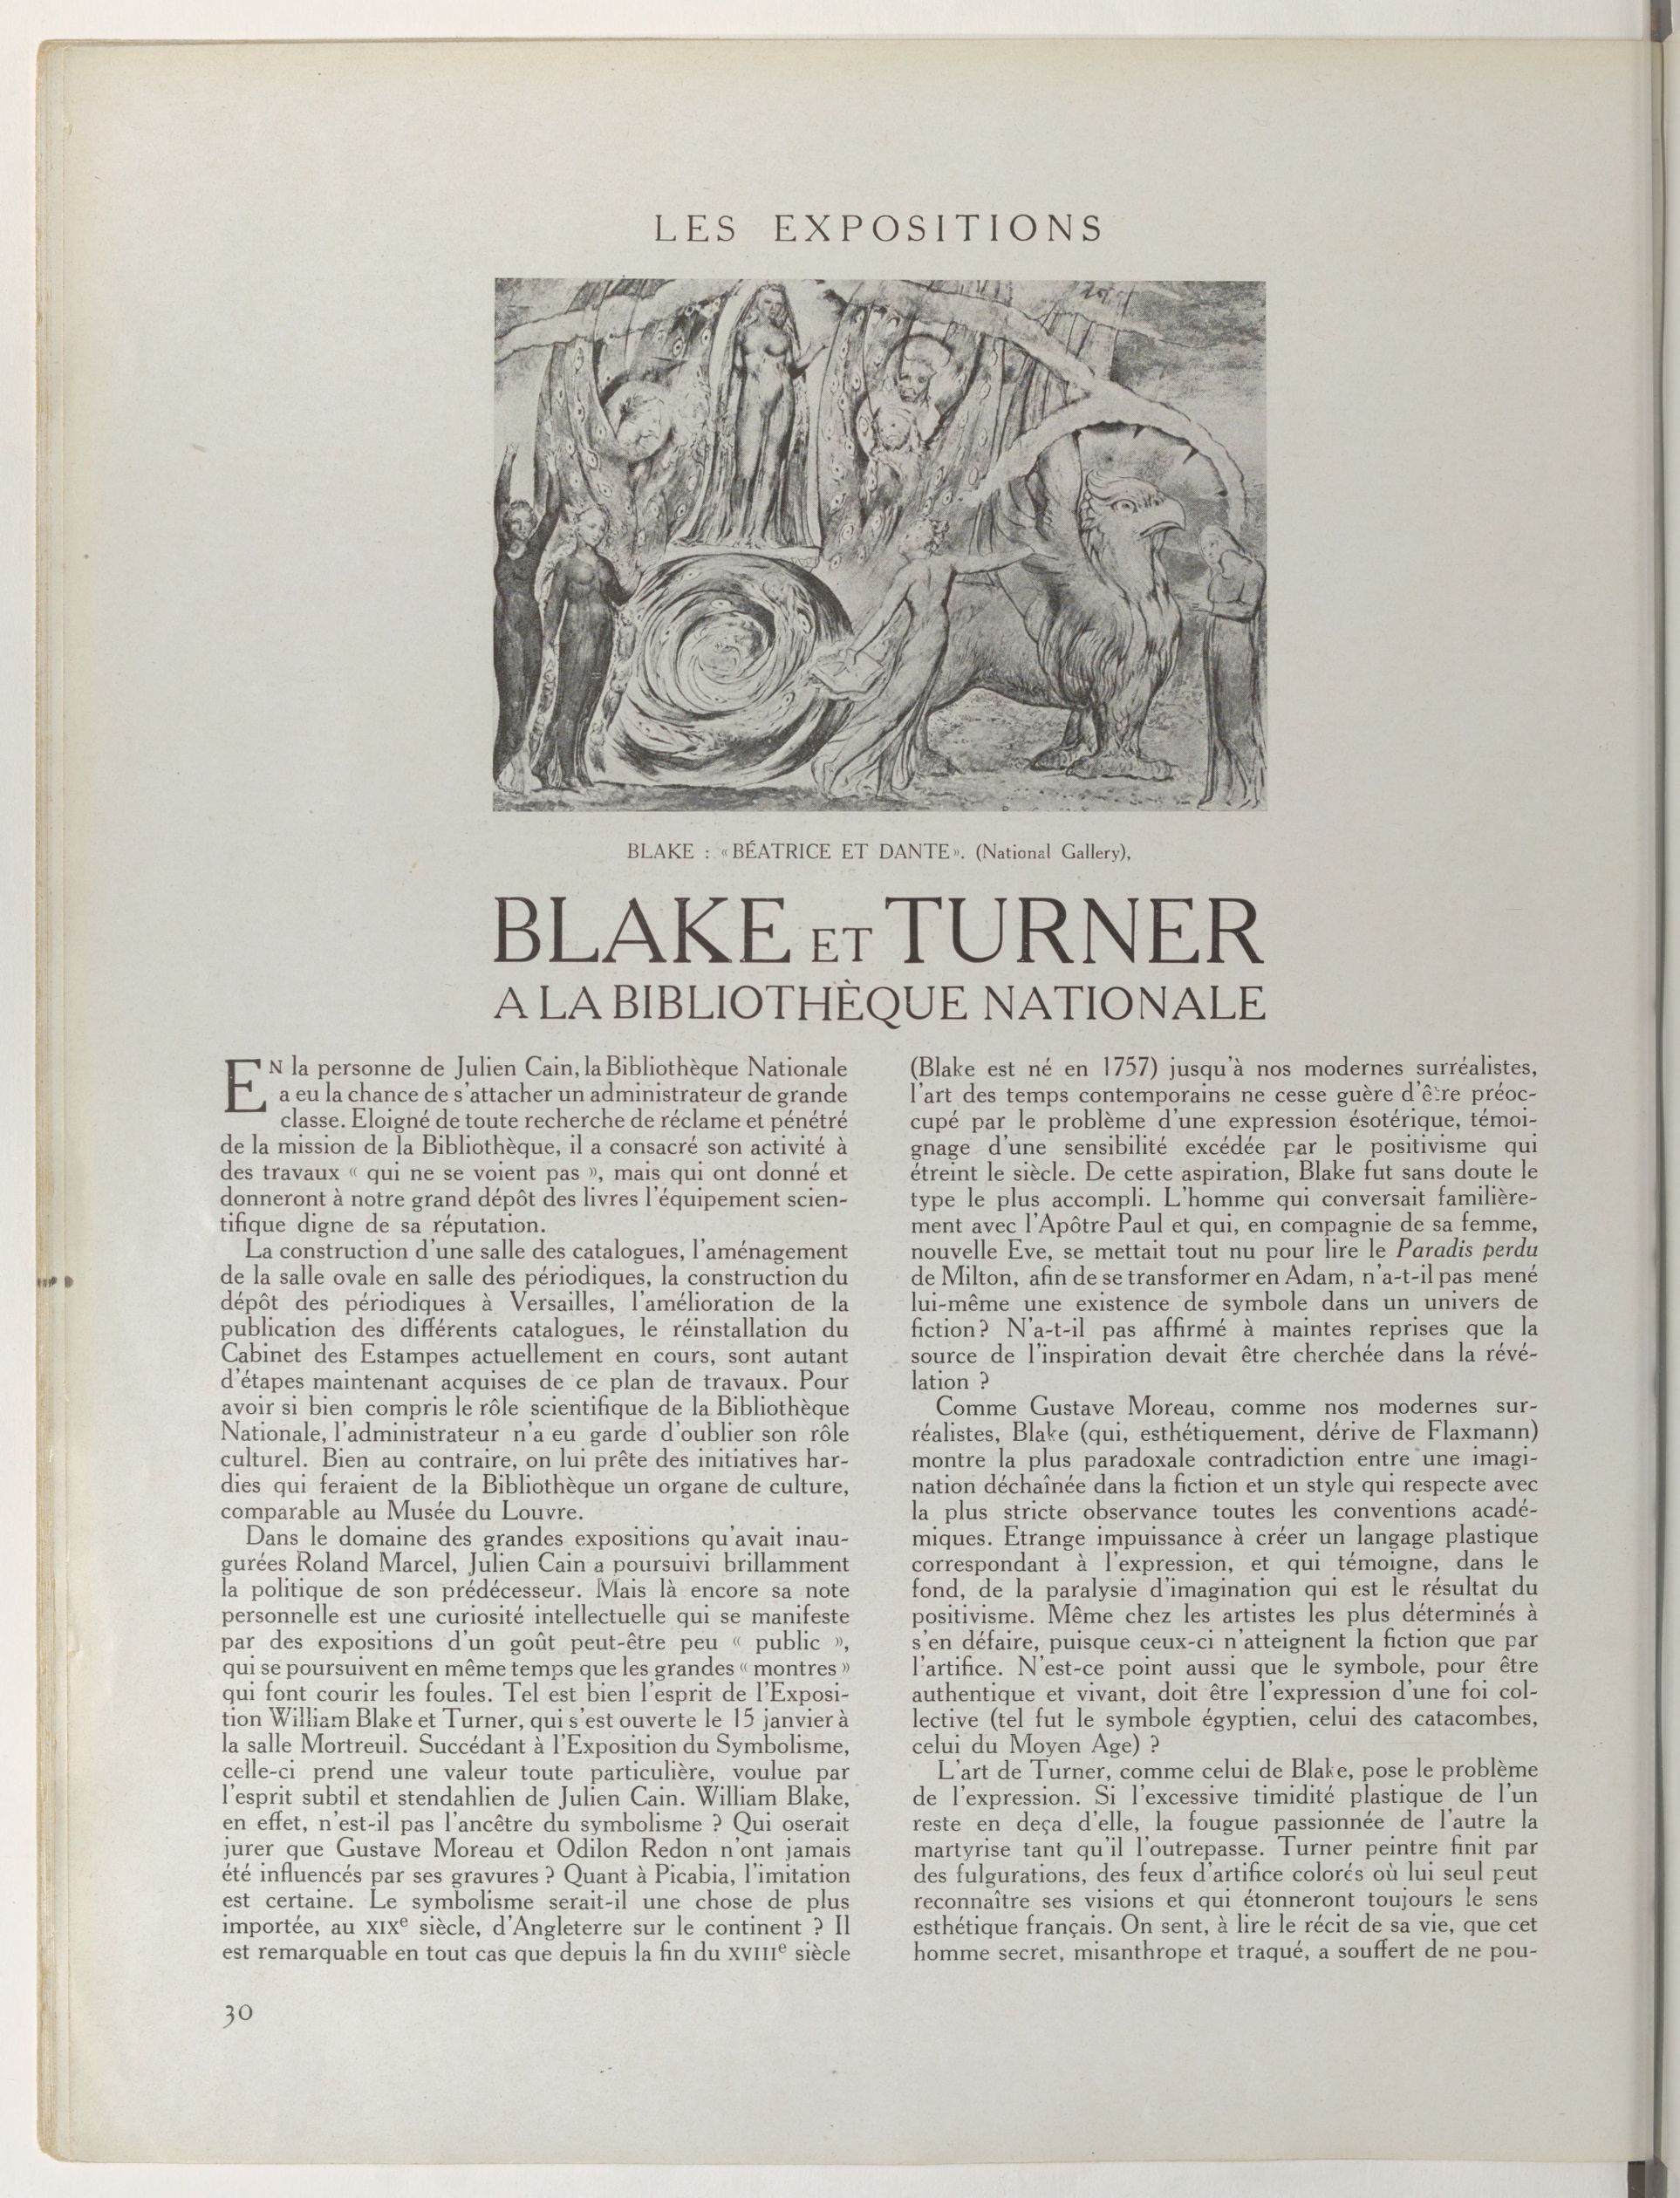 LES EXPOSITIONS
BLAKE : «BÉATRICE ET DANTE». (National Gallery),
BLAKE ET TURNER
A LA BIBLIOTHÈQUE NATIONALE
EN la personne de Julien Cain, la Bibliothèque Nationale
a eu la chance de s'attacher un administrateur de grande
classe. Eloigné de toute recherche de réclame et pénétré
de la mission de la Bibliothèque, il a consacré son activité à
des travaux « qui ne se voient pas », mais qui ont donné et
donneront à notre grand dépôt des livres l'équipement scien-
tifique digne de sa réputation.
La construction d'une salle des catalogues, l'aménagement
de la salle ovale en salle des périodiques, la construction du
dépôt des périodiques à Versailles, l'amélioration de la
publication des différents catalogues, le réinstallation du
Cabinet des Estampes actuellement en cours, sont autant
d'étapes maintenant acquises de ce plan de travaux. Pour
avoir si bien compris le rôle scientifique de la Bibliothèque
Nationale, l'administrateur n'a eu garde d'oublier son rôle
culturel. Bien au contraire, on lui prête des initiatives har-
dies qui feraient de la Bibliothèque un organe de culture,
comparable au Musée du Louvre.
Dans le domaine des grandes expositions qu'avait inau-
gurées Roland Marcel, Julien Cain a poursuivi brillamment
la politique de son prédécesseur. Mais là encore sa note
personnelle est une curiosité intellectuelle qui se manifeste
par des expositions d'un goût peut-être peu « public »,
qui se poursuivent en même temps que les grandes « montres »
qui font courir les foules. Tel est bien l'esprit de l'Exposi-
tion William Blake et Turner, qui s'est ouverte le 15 janvier à
la salle Mortreuil. Succédant à l'Exposition du Symbolisme,
celle-ci prend une valeur toute particulière, voulue par
l'esprit subtil et stendahlien de Julien Cain. William Blake,
en effet, n'est-il pas l'ancêtre du symbolisme ? Qui oserait
jurer que Gustave Moreau et Odilon Redon n'ont jamais
été influencés par ses gravures ? Quant à Picabia, l'imitation
est certaine. Le symbolisme serait-il une chose de plus
importée, au XIXe siècle, d'Angleterre sur le continent ? Il
est remarquable en tout cas que depuis la fin du XVIIIe siècle
(Blake est né en 1757) jusqu'à nos modernes surréalistes,
l'art des temps contemporains ne cesse guère d'être préoc-
cupé par le problème d'une expression ésotérique, témoi-
gnage d'une sensibilité excédée par le positivisme qui
étreint le siècle. De cette aspiration, Blake fut sans doute le
type le plus accompli. L'homme qui conversait familière-
ment avec l'Apôtre Paul et qui, en compagnie de sa femme,
nouvelle Eve, se mettait tout nu pour lire le Paradis perdu
de Milton, afin de se transformer en Adam, n'a-t-il pas mené
lui-même une existence de symbole dans un univers de
fiction ? N'a-t-il pas affirmé à maintes reprises que la
source de l'inspiration devait être cherchée dans la révé-
lation ?
Comme Gustave Moreau, comme nos modernes sur-
réalistes, Blake (qui, esthétiquement, dérive de Flaxmann)
montre la plus paradoxale contradiction entre une imagi-
nation déchaînée dans la fiction et un style qui respecte avec
la plus stricte observance toutes les conventions acadé-
miques. Etrange impuissance à créer un langage plastique
correspondant à l'expression, et qui témoigne, dans le
fond, de la paralysie d'imagination qui est le résultat du
positivisme. Même chez les artistes les plus déterminés à
s'en défaire, puisque ceux-ci n'atteignent la fiction que par
l'artifice. N'est-ce point aussi que le symbole, pour être
authentique et vivant, doit être l'expression d'une foi col-
lective (tel fut le symbole égyptien, celui des catacombes,
celui du Moyen Age) ?
L'art de Turner, comme celui de Blake, pose le problème
de l'expression. Si l'excessive timidité plastique de l'un
reste en deça d'elle, la fougue passionnée de l'autre la
martyrise tant qu'il l'outrepasse. Turner peintre finit par
des fulgurations, des feux d'artifice colorés où lui seul peut
reconnaître ses visions et qui étonneront toujours le sens
esthétique français. On sent, à lire le récit de sa vie, que cet
homme secret, misanthrope et traqué, a souffert de ne pou-
30